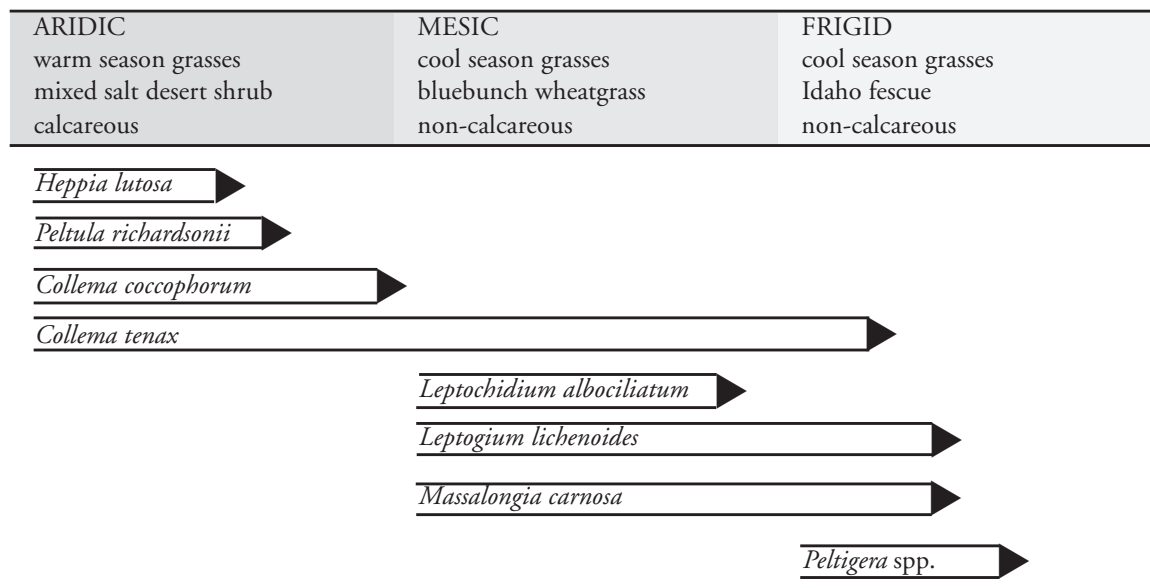 ARIDIC
warm season grasses
mixed salt desert shrub
calcareous
MESIC
cool season grasses
bluebunch wheatgrass
non-calcareous
FRIGID
cool season grasses
Idaho fescue
non-calcareous
Heppia lutosa
Peltula richardsonii
Collema coccophorum
Collema tenax
Leptochidium albociliatum
Leptogium lichenoides
Massalongia carnosa
Peltigera spp.